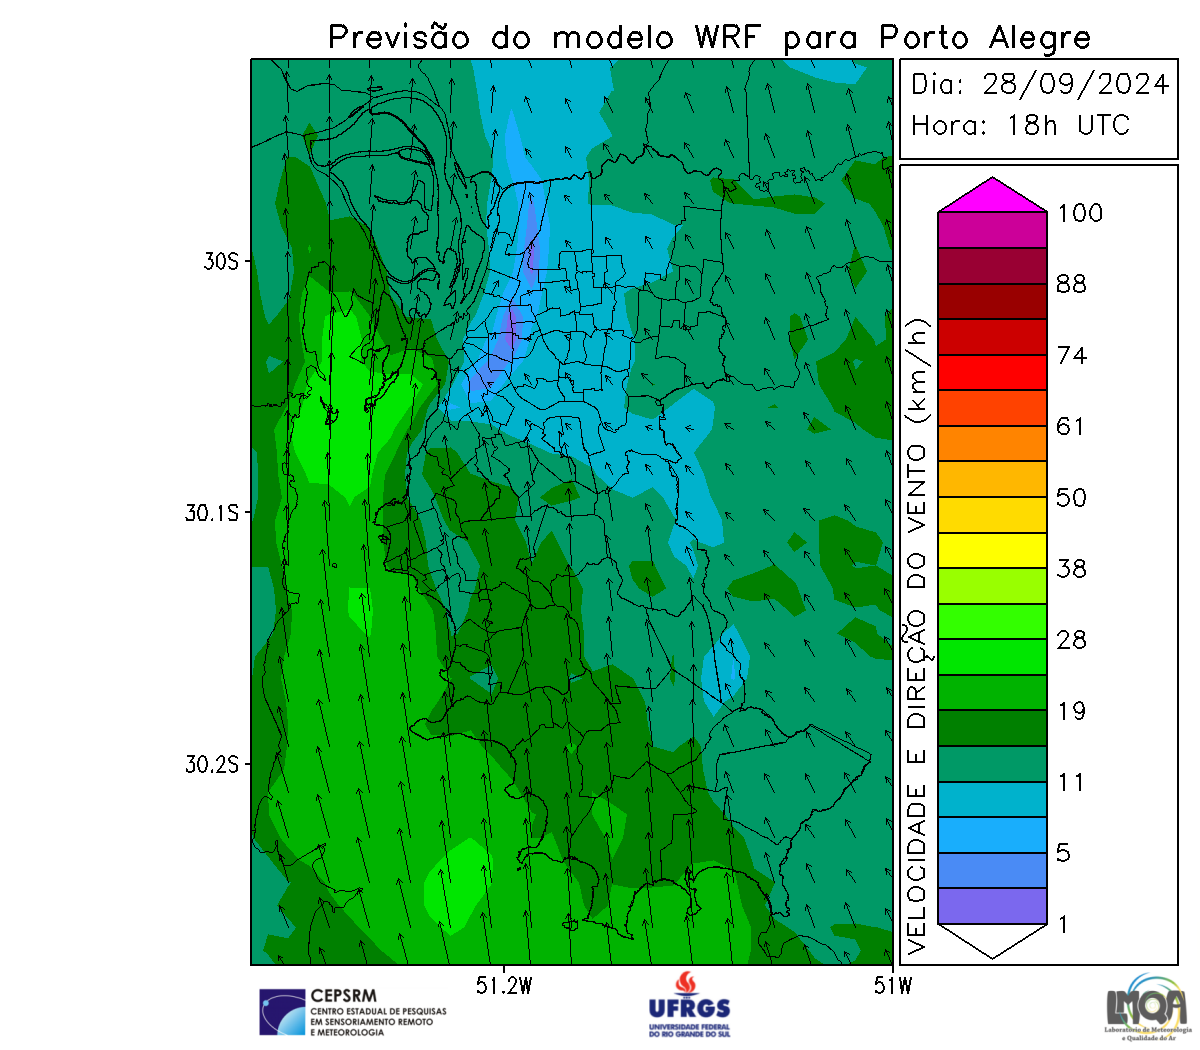 Previsão do modelo WRF para Porto Alegre
Dia: 28/09/2024
Hora: 18h UTC
30S
30.1S
30.2S
51.2W
51W
VELOCIDADE E DIREÇÃO DO VENTO (km/h)
100
88
74
61
50
38
28
19
11
5
1
CEPSRM
CENTRO ESTADUAL DE PESQUISAS
EM SENSORIAMENTO REMOTO
E METEOROLOGIA
UFRGS
UNIVERSIDADE FEDERAL
DO RIO GRANDE DO SUL
LMQA
Laboratório de Meteorologia
e Qualidade do Ar